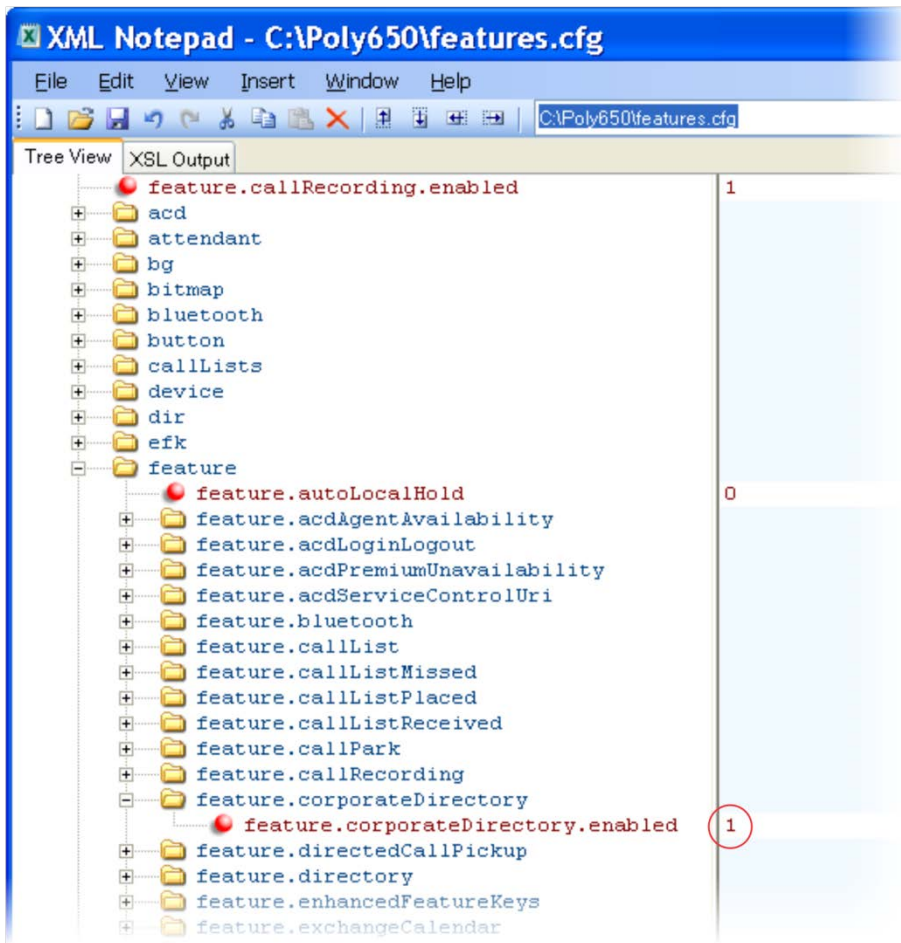 XML Notepad - C:\Poly650\features.cfg
File Edit View Insert Window Help
C:\Poly650\features.cfg
Tree View XSL Output
feature.callRecording.enabled 1
acd
attendant
bg
bitmap
bluetooth
button
callLists
device
dir
efk
feature
feature.autoLocalHold 0
feature.acdAgentAvailability
feature.acdLoginLogout
feature.acdPremiumUnavailability
feature.acdServiceControlUri
feature.bluetooth
feature.callList
feature.callListMissed
feature.callListPlaced
feature.callListReceived
feature.callPark
feature.callRecording
feature.corporateDirectory
feature.corporateDirectory.enabled 1
feature.directedCallPickup
feature.directory
feature.enhancedFeatureKeys
feature.exchangeCalendar